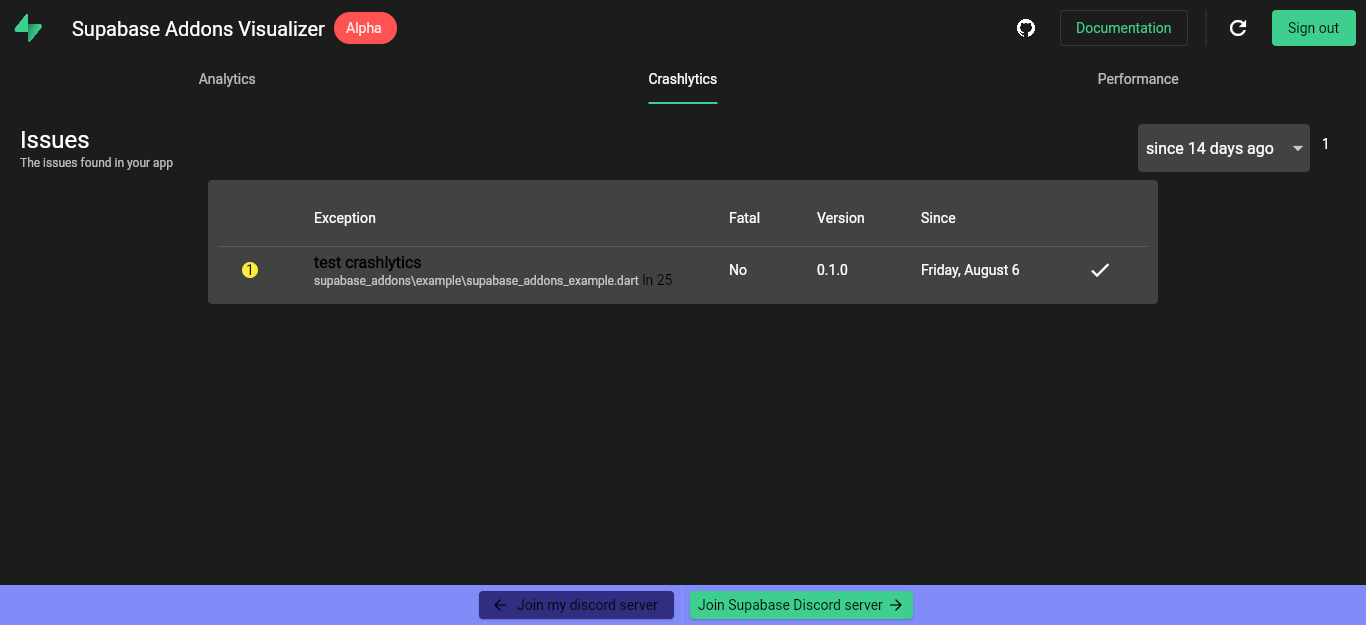 Supabase Addons Visualizer Alpha Documentation Sign out
Analytics Crashlytics Performance
Issues
The issues found in your app
since 14 days ago 1
Exception Fatal Version Since
1 test crashlytics No 0.1.0 Friday, August 6
supabase_addons\example\supabase_addons_example.dart ln 25
Join my discord server Join Supabase Discord server